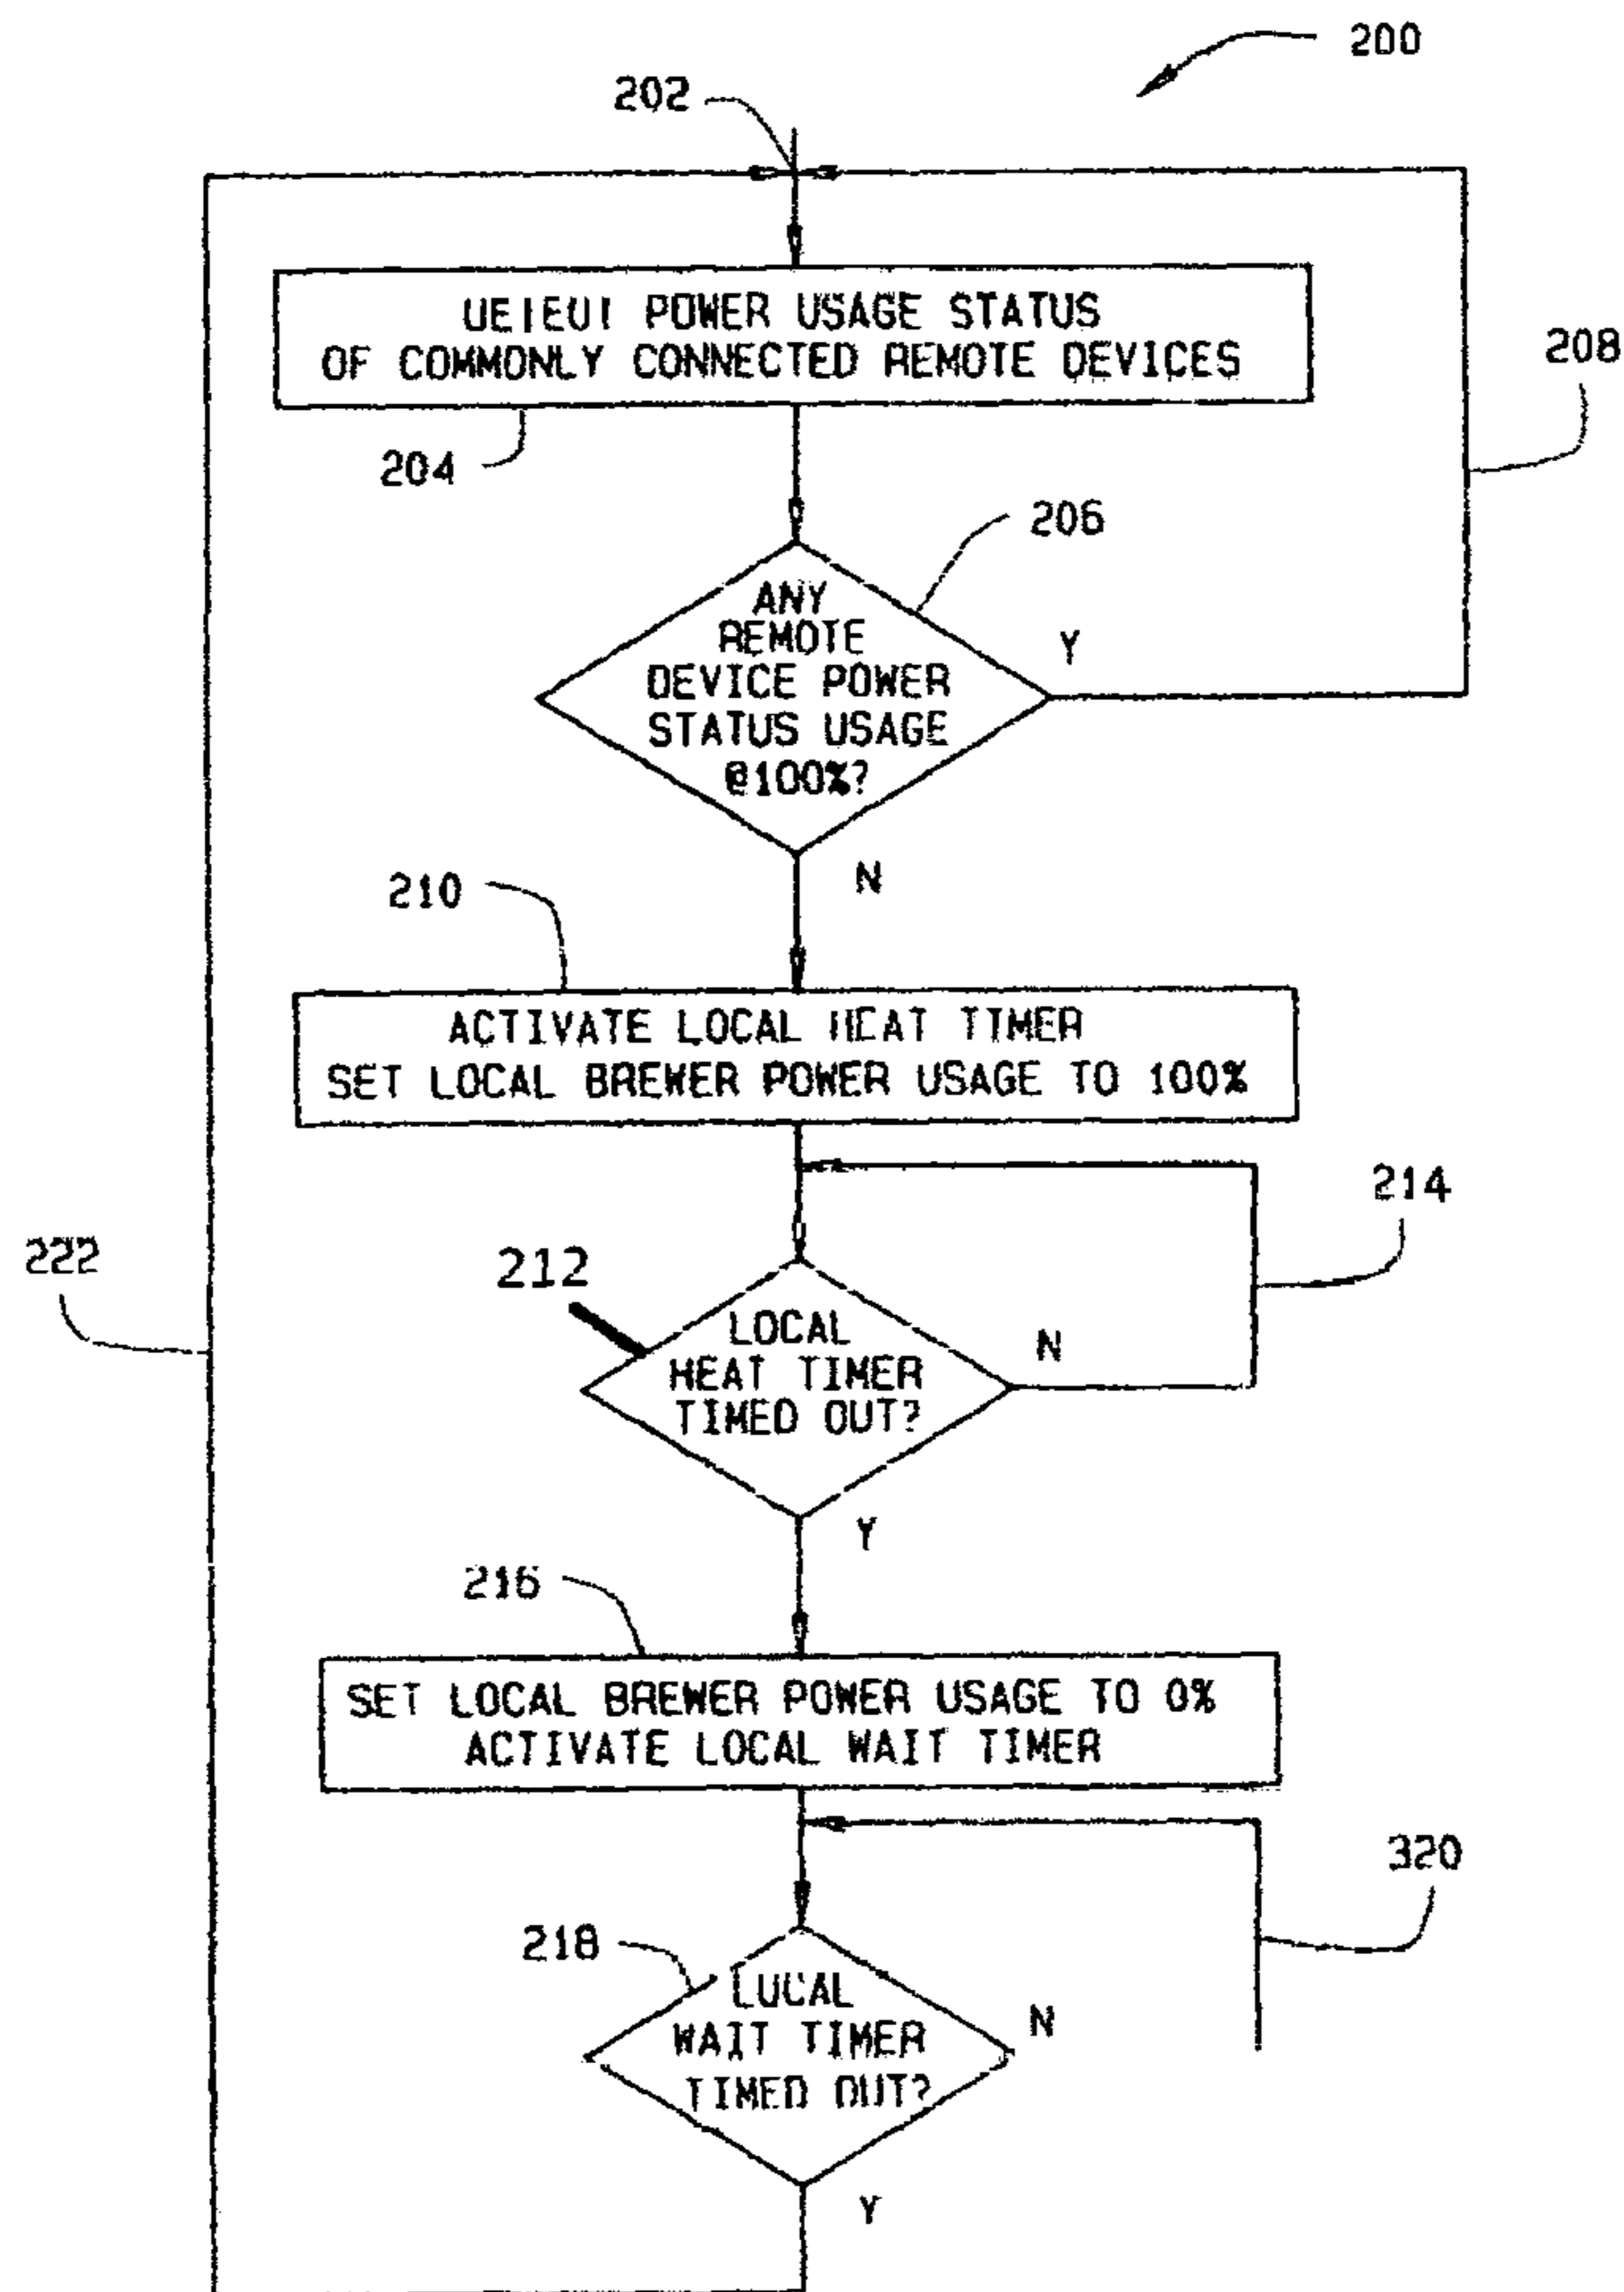 200
202
POWER USAGE STATUS
OF COMMONLY CONNECTED REMOTE DEVICES
208
204
206
ANY
REMOTE
DEVICE POWER
STATUS USAGE
@100%?
Y
N
210
ACTIVATE LOCAL HEAT TIMER
SET LOCAL BREWER POWER USAGE TO 100%
214
222
212
LOCAL
HEAT TIMER
TIMED OUT?
N
Y
216
SET LOCAL BREWER POWER USAGE TO 0%
ACTIVATE LOCAL WAIT TIMER
320
218
LOCAL
WAIT TIMER
TIMED OUT?
N
Y